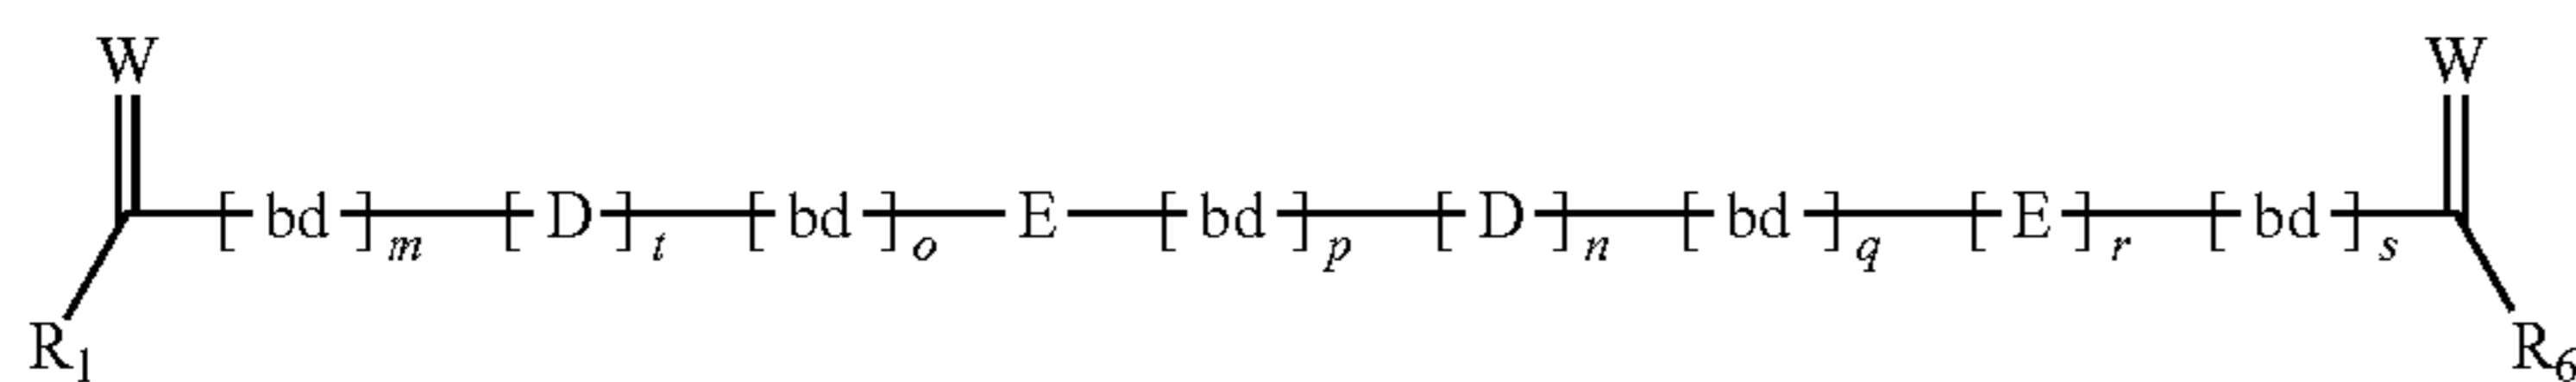 W W
[ bd ]m [ D ]t [ bd ]o E [ bd ]p [ D ]n [ bd ]q [ E ]r [ bd ]s
R1 R6